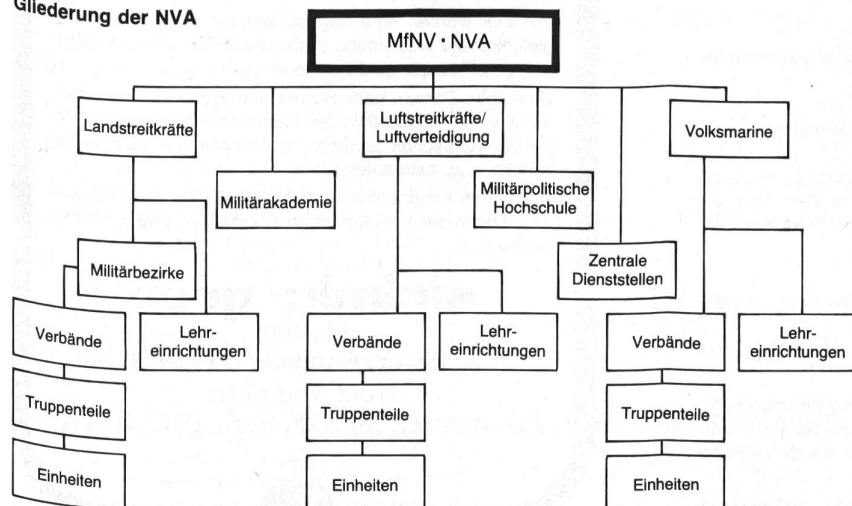 Gliederung der NVA
MfNV · NVA
Landstreitkräfte
Luftstreitkräfte/
Luftverteidigung
Volksmarine
Militärakademie
Militärpolitische
Hochschule
Militärbezirke
Zentrale
Dienststellen
Verbände
Lehr-
einrichtungen
Verbände
Lehr-
einrichtungen
Verbände
Lehr-
einrichtungen
Truppenteile
Truppenteile
Truppenteile
Einheiten
Einheiten
Einheiten